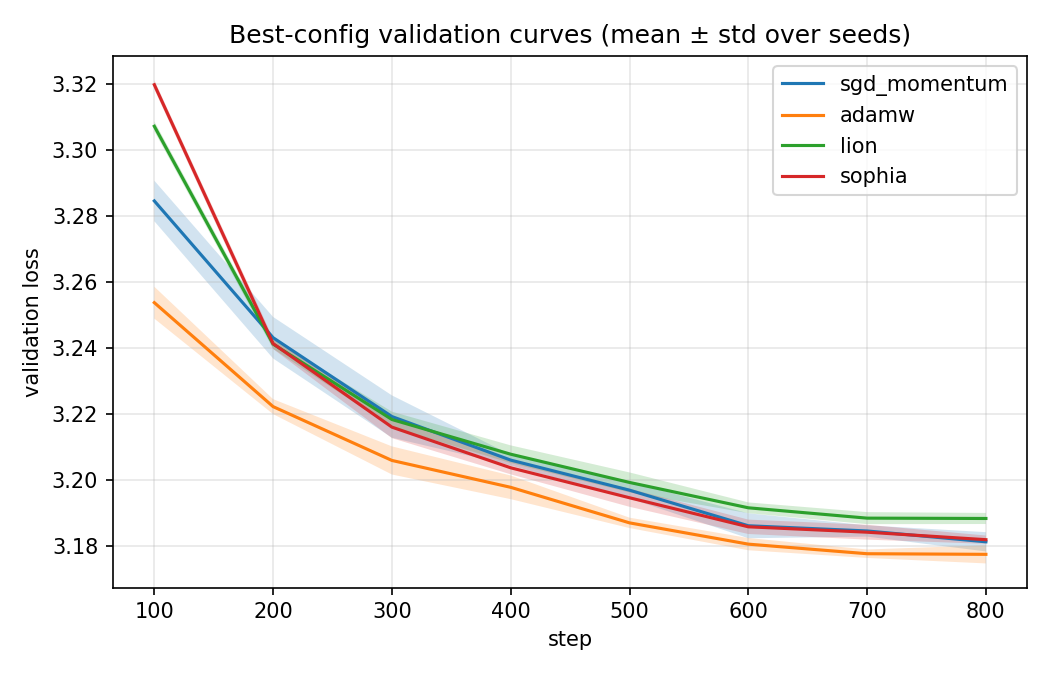 Best-config validation curves (mean ± std over seeds)
sgd_momentum
adamw
lion
sophia
validation loss
3.32
3.30
3.28
3.26
3.24
3.22
3.20
3.18
100 200 300 400 500 600 700 800
step